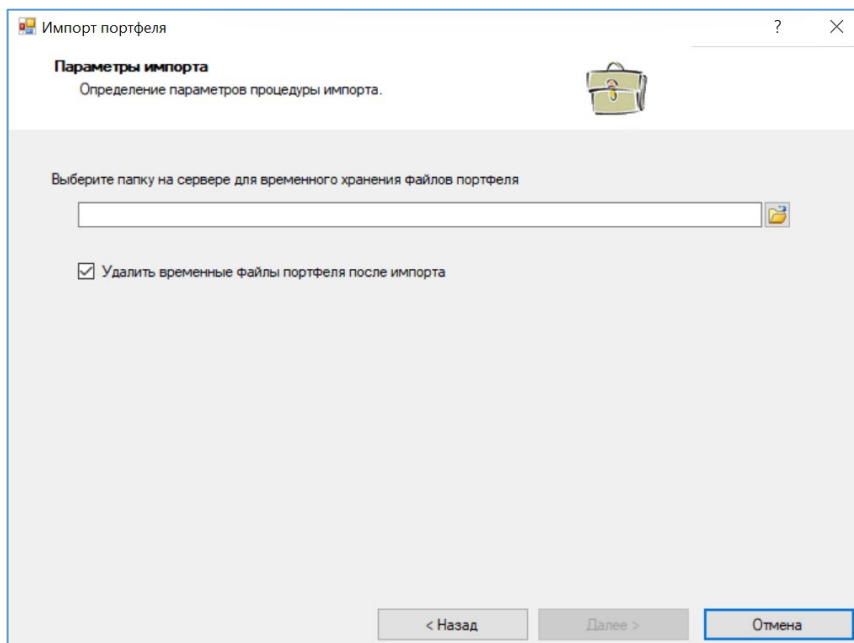 Импорт портфеля
?
Параметры импорта
Определение параметров процедуры импорта.
Выберите папку на сервере для временного хранения файлов портфеля
Удалить временные файлы портфеля после импорта
< Назад
Далее >
Отмена